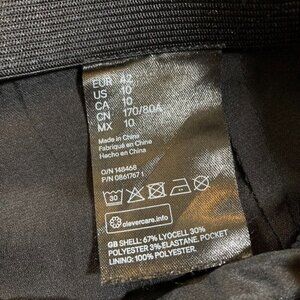 EUR 42
US 10
CA 10
CN 170/80A
MX 10
Made in China
Fabriqué en Chine
Hecho en China
O/N 148468
P/N 0861767 1
30
clevercare.info
GB SHELL: 67% LYOCELL 30%
POLYESTER 3% ELASTANE. POCKET
LINING: 100% POLYESTER.